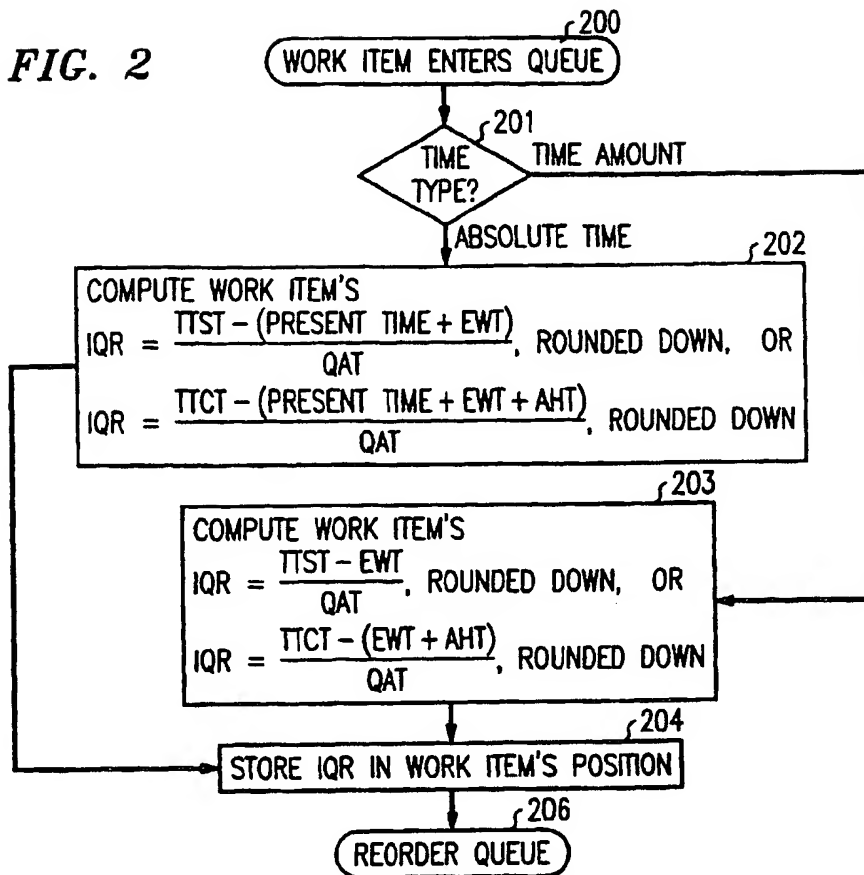 FIG. 2
200
WORK ITEM ENTERS QUEUE
201
TIME TYPE?
TIME AMOUNT
ABSOLUTE TIME
202
COMPUTE WORK ITEM'S
IQR = TTST – (PRESENT TIME + EWT) / QAT, ROUNDED DOWN, OR
IQR = TTCT – (PRESENT TIME + EWT + AHT) / QAT, ROUNDED DOWN
203
COMPUTE WORK ITEM'S
IQR = TTST – EWT / QAT, ROUNDED DOWN, OR
IQR = TTCT – (EWT + AHT) / QAT, ROUNDED DOWN
204
STORE IQR IN WORK ITEM'S POSITION
206
REORDER QUEUE